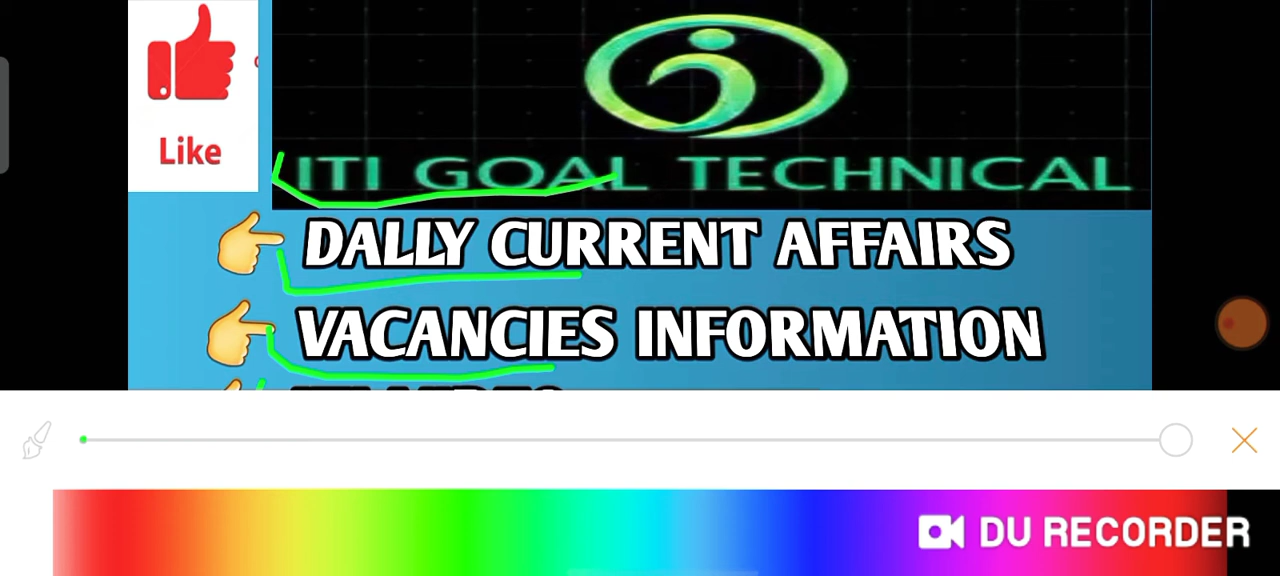 Like
ITI GOAL TECHNICAL
DALLY CURRENT AFFAIRS
VACANCIES INFORMATION
DU RECORDER